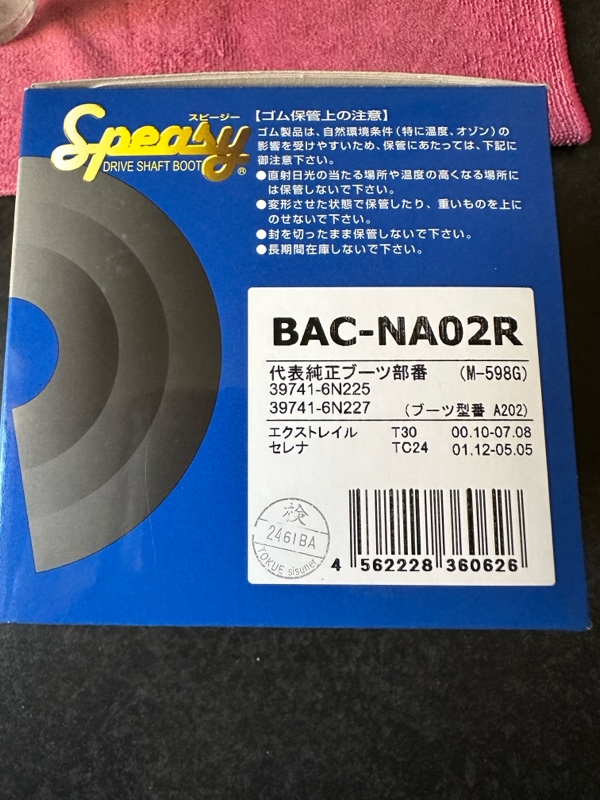 スピージー
Speasy
DRIVE SHAFT BOOT
®
【ゴム保管上の注意】
ゴム製品は、自然環境条件(特に温度、オゾン)の
影響を受けやすいため、保管にあたっては、下記に
御注意下さい。
●直射日光の当たる場所や温度の高くなる場所に
は保管しないで下さい。
●変形させた状態で保管したり、重いものを上に
のせないで下さい。
●封を切ったまま保管しないで下さい。
●長期間在庫しないで下さい。
BAC-NA02R
代表純正ブーツ部番 (M-598G)
39741-6N225
39741-6N227 (ブーツ型番 A202)
エクストレイル T30 00.10-07.08
セレナ TC24 01.12-05.05
検
2461BA
TOKUE
4 562228 360626